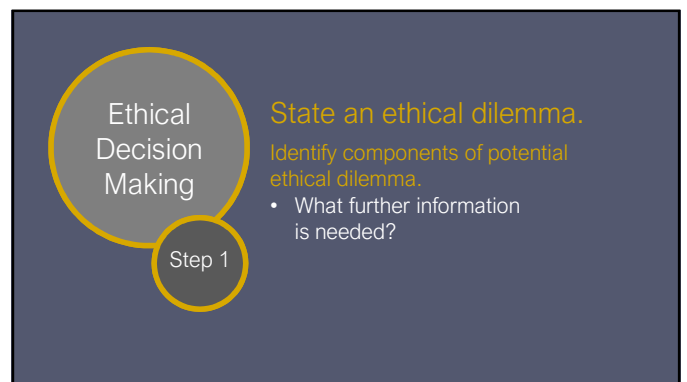 Ethical
Decision
Making
Step 1
State an ethical dilemma.
Identify components of potential
ethical dilemma.
• What further information
is needed?